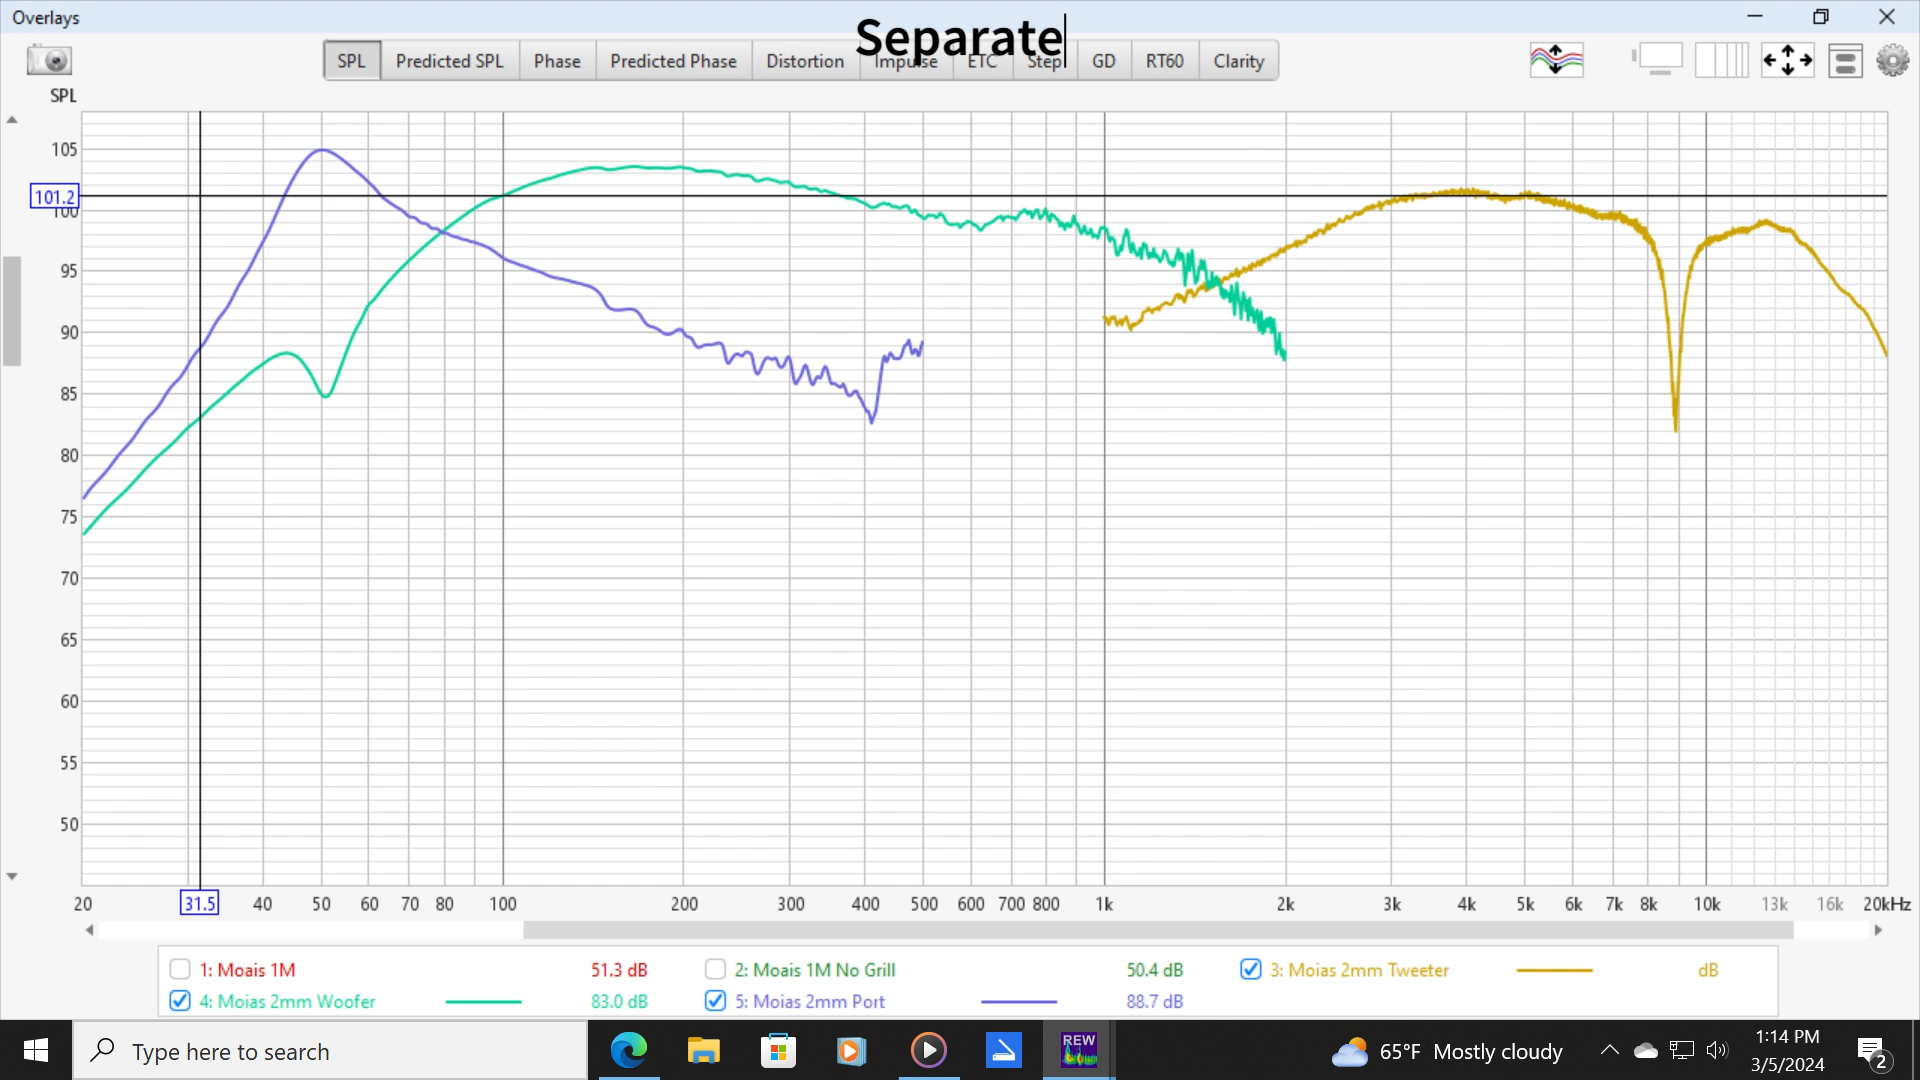 Overlays
Separate
SPL Predicted SPL Phase Predicted Phase Distortion Impulse ETC Step GD RT60 Clarity
SPL
105
101.2
100
95
90
85
80
75
70
65
60
55
50
20 31.5 40 50 60 70 80 100 200 300 400 500 600 700 800 1k 2k 3k 4k 5k 6k 7k 8k 10k 13k 16k 20kHz
1: Moais 1M 51.3 dB 2: Moais 1M No Grill 50.4 dB 3: Moias 2mm Tweeter dB
4: Moias 2mm Woofer 83.0 dB 5: Moias 2mm Port 88.7 dB
Type here to search REW 65°F Mostly cloudy 1:14 PM
3/5/2024 2